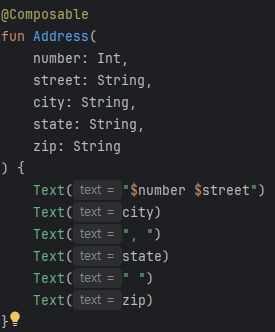 @Composable
fun Address(
    number: Int,
    street: String,
    city: String,
    state: String,
    zip: String
) {
    Text( text = "$number $street")
    Text( text = city)
    Text( text = ", ")
    Text( text = state)
    Text( text = " ")
    Text( text = zip)
}